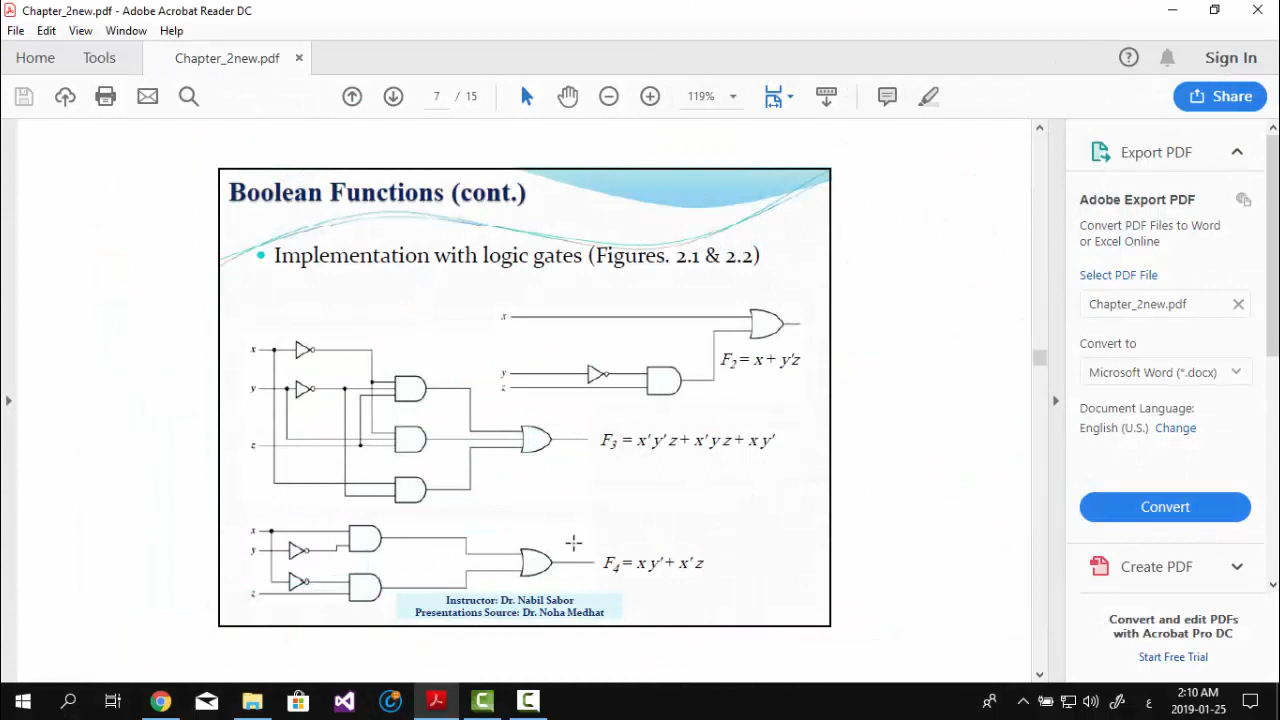 Chapter_2new.pdf - Adobe Acrobat Reader DC
File Edit View Window Help
Home Tools Chapter_2new.pdf × Sign In
7 / 15 119% Share
Boolean Functions (cont.)
• Implementation with logic gates (Figures. 2.1 & 2.2)
x
y
z
F2 = x + y'z
x
y
z
F3 = x' y' z + x' y z + x y'
x
y
z
F4 = x y' + x' z
Instructor: Dr. Nabil Sabor
Presentations Source: Dr. Noha Medhat
Export PDF
Adobe Export PDF
Convert PDF Files to Word
or Excel Online
Select PDF File
Chapter_2new.pdf
Convert to
Microsoft Word (*.docx)
Document Language:
English (U.S.) Change
Convert
Create PDF
Convert and edit PDFs
with Acrobat Pro DC
Start Free Trial
ع
2:10 AM
2019-01-25